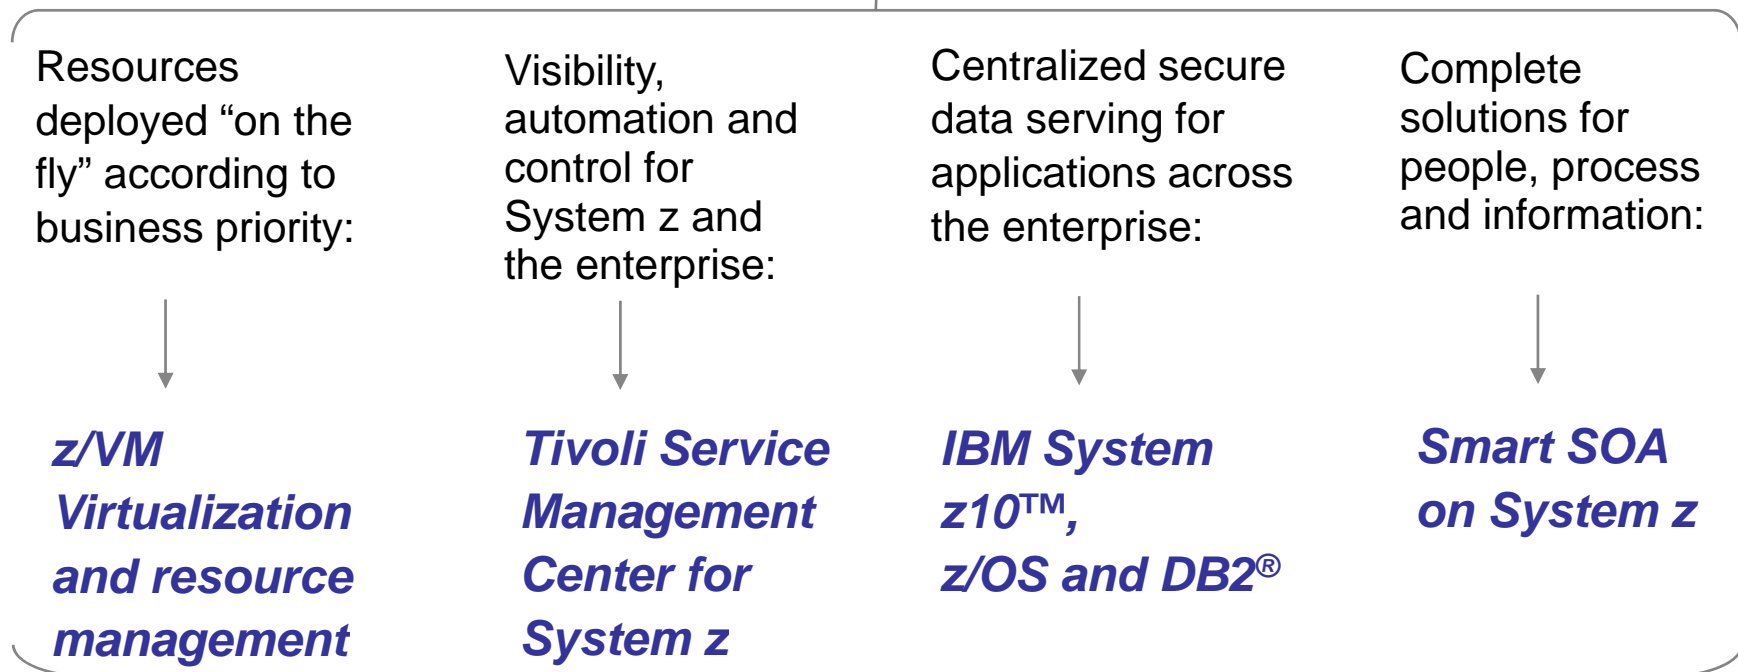 Resources
deployed “on the
fly” according to
business priority:
z/VM
Virtualization
and resource
management
Visibility,
automation and
control for
System z and
the enterprise:
Tivoli Service
Management
Center for
System z
Centralized secure
data serving for
applications across
the enterprise:
IBM System
z10™,
z/OS and DB2®
Complete
solutions for
people, process
and information:
Smart SOA
on System z